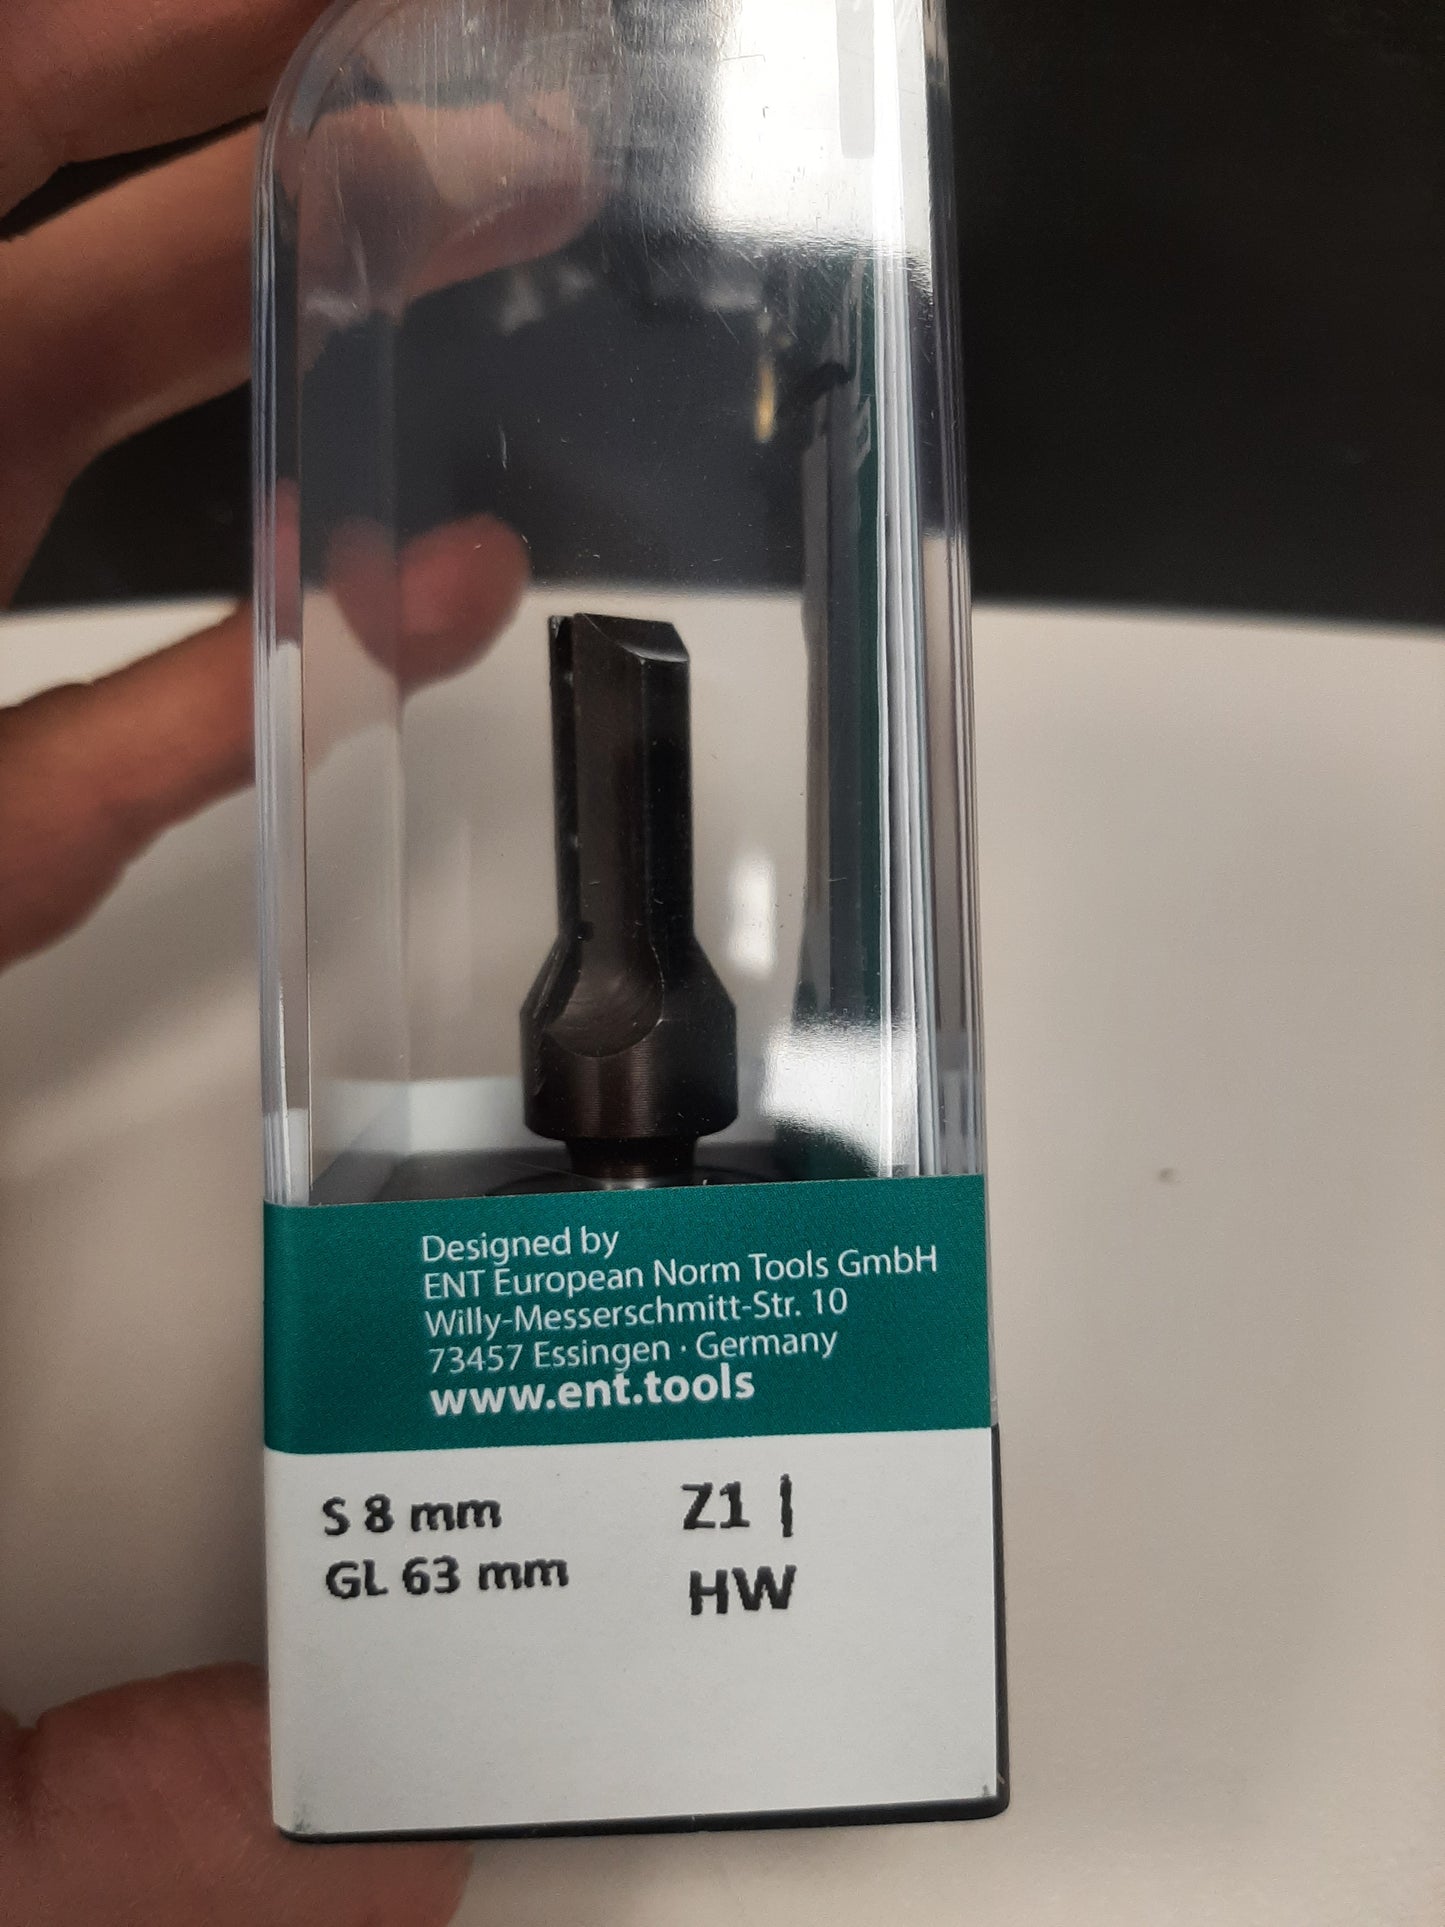 Designed by
ENT European Norm Tools GmbH
Willy-Messerschmitt-Str. 10
73457 Essingen · Germany
www.ent.tools
S 8 mm
GL 63 mm
Z1 |
HW